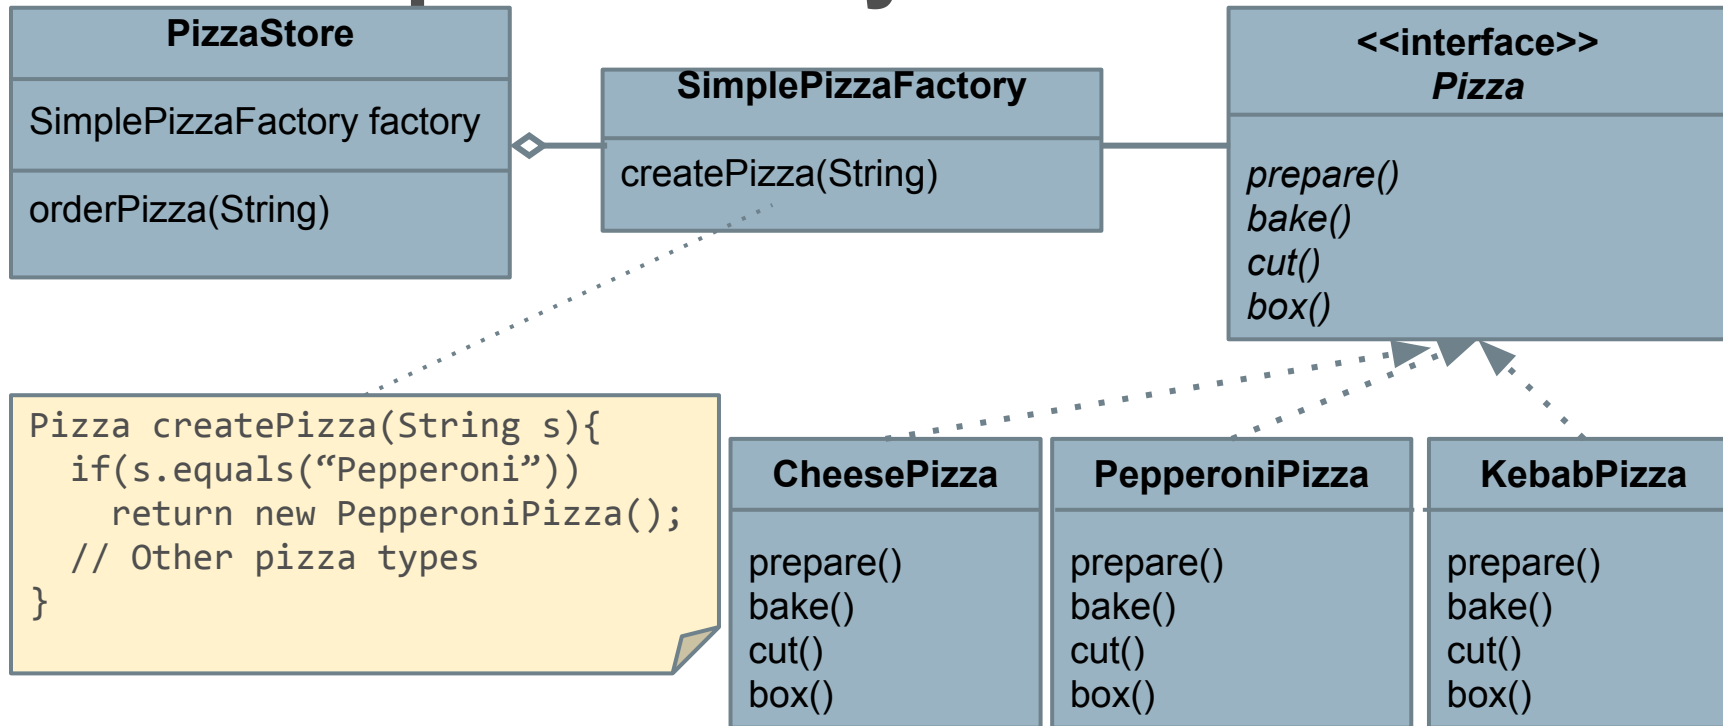 PizzaStore
SimplePizzaFactory factory
orderPizza(String)
SimplePizzaFactory
createPizza(String)
<<interface>>
Pizza
prepare()
bake()
cut()
box()
Pizza createPizza(String s){
if(s.equals(“Pepperoni”))
return new PepperoniPizza();
// Other pizza types
}
CheesePizza
prepare()
bake()
cut()
box()
PepperoniPizza
prepare()
bake()
cut()
box()
KebabPizza
prepare()
bake()
cut()
box()